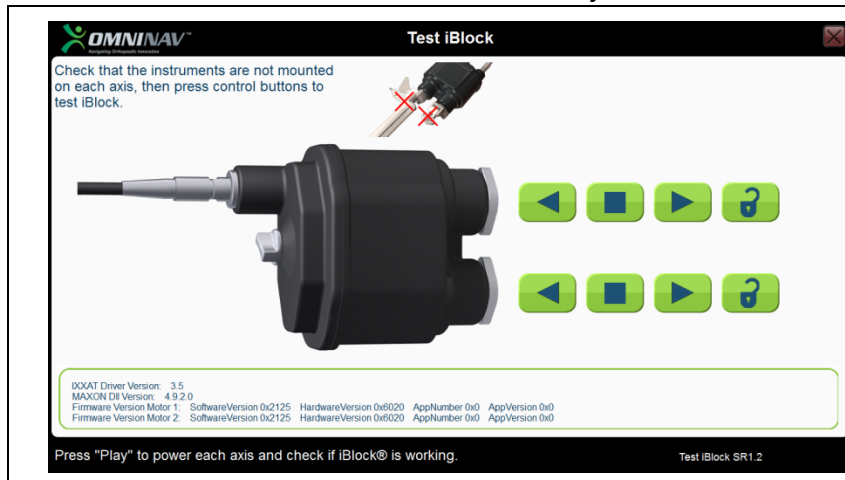 OMNINAV™
Navigating Orthopaedic Innovation
Test iBlock
Check that the instruments are not mounted
on each axis, then press control buttons to
test iBlock.
IXXAT Driver Version: 3.5
MAXON Dll Version: 4.9.2.0
Firmware Version Motor 1: SoftwareVersion 0x2125 HardwareVersion 0x6020 AppNumber 0x0 AppVersion 0x0
Firmware Version Motor 2: SoftwareVersion 0x2125 HardwareVersion 0x6020 AppNumber 0x0 AppVersion 0x0
Press "Play" to power each axis and check if iBlock® is working.
Test iBlock SR1.2